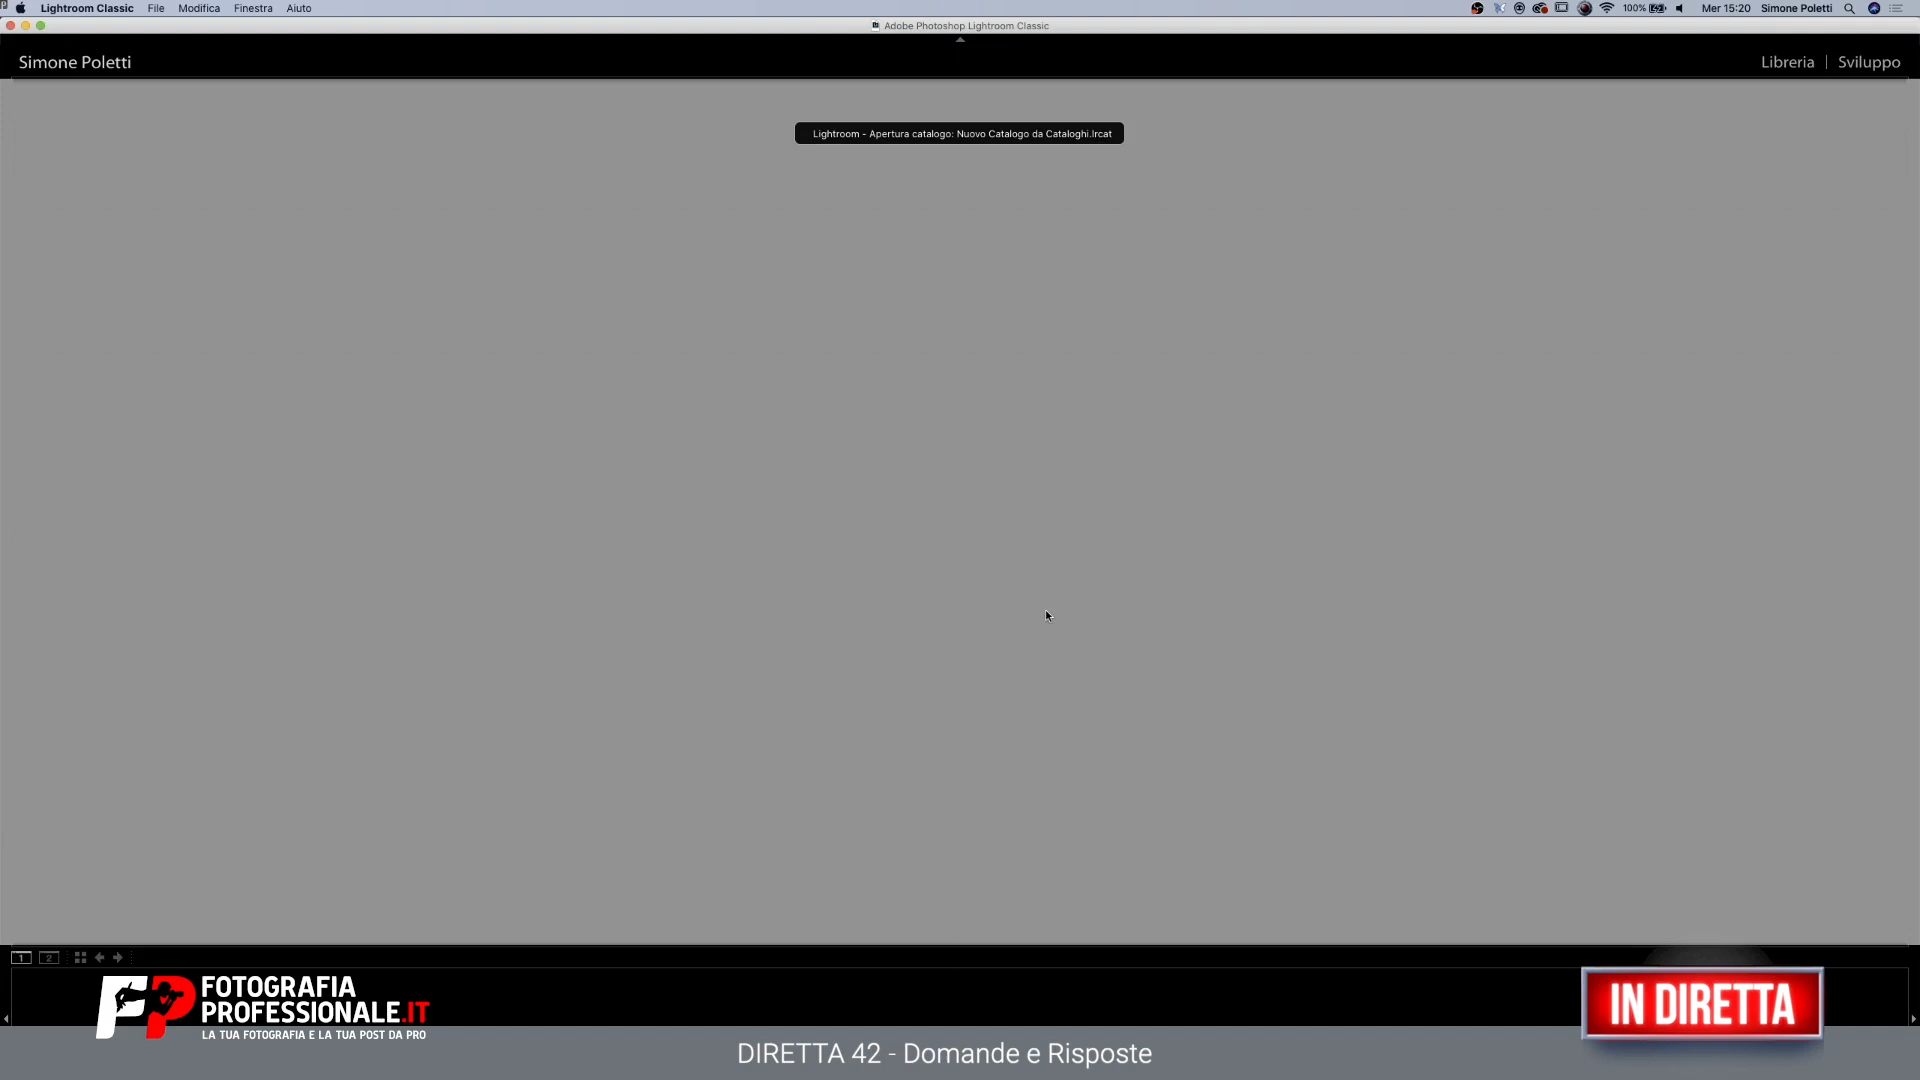 Lightroom Classic File Modifica Finestra Aiuto 100% Mer 15:20 Simone Poletti
Adobe Photoshop Lightroom Classic
Simone Poletti
Libreria | Sviluppo
Lightroom - Apertura catalogo: Nuovo Catalogo da Cataloghi.lrcat
1 2
FP
FOTOGRAFIA
PROFESSIONALE.IT
LA TUA FOTOGRAFIA E LA TUA POST DA PRO
IN DIRETTA
DIRETTA 42 - Domande e Risposte